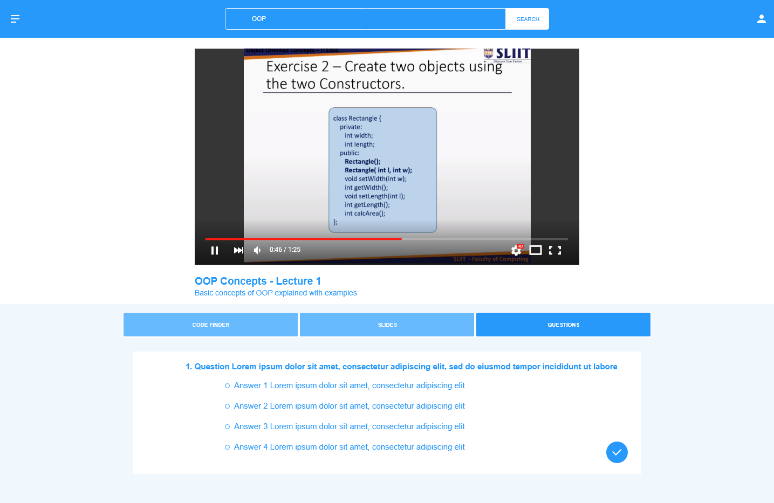 OOP
SEARCH
SLIIT
Exercise 2 – Create two objects using
the two Constructors.
class Rectangle {
private:
int width;
int length;
public:
Rectangle();
Rectangle( int l, int w);
void setWidth(int w);
int getWidth();
void setLength(int l);
int getLength();
int calcArea();
};
0:46 / 1:25
SLIIT - Faculty of Computing
OOP Concepts - Lecture 1
Basic concepts of OOP explained with examples
CODE FINDER
SLIDES
QUESTIONS
1. Question Lorem ipsum dolor sit amet, consectetur adipiscing elit, sed do eiusmod tempor incididunt ut labore
Answer 1 Lorem ipsum dolor sit amet, consectetur adipiscing elit
Answer 2 Lorem ipsum dolor sit amet, consectetur adipiscing elit
Answer 3 Lorem ipsum dolor sit amet, consectetur adipiscing elit
Answer 4 Lorem ipsum dolor sit amet, consectetur adipiscing elit